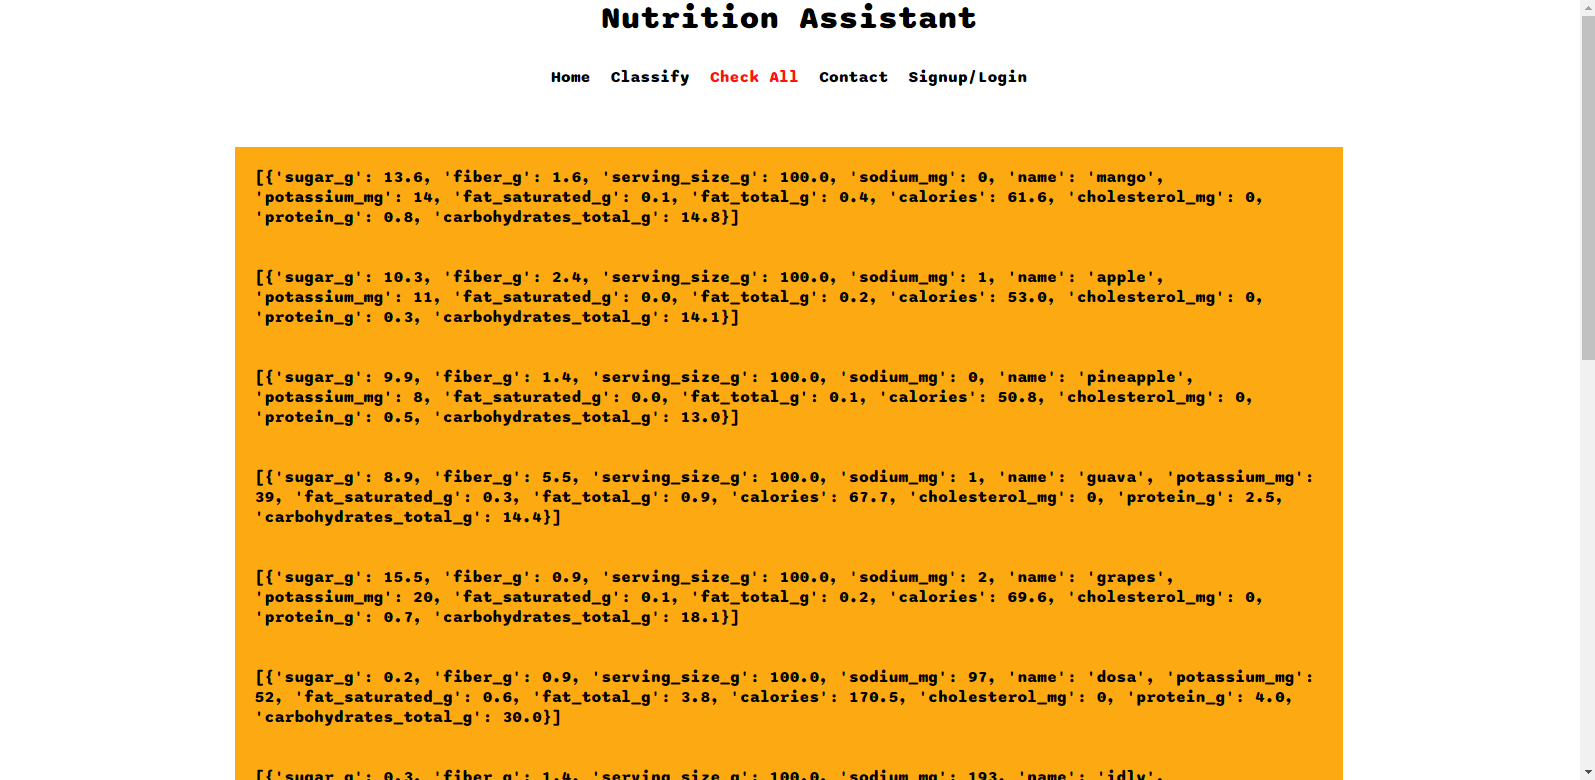 Nutrition Assistant
Home Classify Check All Contact Signup/Login
[{'sugar_g': 13.6, 'fiber_g': 1.6, 'serving_size_g': 100.0, 'sodium_mg': 0, 'name': 'mango',
'potassium_mg': 14, 'fat_saturated_g': 0.1, 'fat_total_g': 0.4, 'calories': 61.6, 'cholesterol_mg': 0,
'protein_g': 0.8, 'carbohydrates_total_g': 14.8}]
[{'sugar_g': 10.3, 'fiber_g': 2.4, 'serving_size_g': 100.0, 'sodium_mg': 1, 'name': 'apple',
'potassium_mg': 11, 'fat_saturated_g': 0.0, 'fat_total_g': 0.2, 'calories': 53.0, 'cholesterol_mg': 0,
'protein_g': 0.3, 'carbohydrates_total_g': 14.1}]
[{'sugar_g': 9.9, 'fiber_g': 1.4, 'serving_size_g': 100.0, 'sodium_mg': 0, 'name': 'pineapple',
'potassium_mg': 8, 'fat_saturated_g': 0.0, 'fat_total_g': 0.1, 'calories': 50.8, 'cholesterol_mg': 0,
'protein_g': 0.5, 'carbohydrates_total_g': 13.0}]
[{'sugar_g': 8.9, 'fiber_g': 5.5, 'serving_size_g': 100.0, 'sodium_mg': 1, 'name': 'guava', 'potassium_mg':
39, 'fat_saturated_g': 0.3, 'fat_total_g': 0.9, 'calories': 67.7, 'cholesterol_mg': 0, 'protein_g': 2.5,
'carbohydrates_total_g': 14.4}]
[{'sugar_g': 15.5, 'fiber_g': 0.9, 'serving_size_g': 100.0, 'sodium_mg': 2, 'name': 'grapes',
'potassium_mg': 20, 'fat_saturated_g': 0.1, 'fat_total_g': 0.2, 'calories': 69.6, 'cholesterol_mg': 0,
'protein_g': 0.7, 'carbohydrates_total_g': 18.1}]
[{'sugar_g': 0.2, 'fiber_g': 0.9, 'serving_size_g': 100.0, 'sodium_mg': 97, 'name': 'dosa', 'potassium_mg':
52, 'fat_saturated_g': 0.6, 'fat_total_g': 3.8, 'calories': 170.5, 'cholesterol_mg': 0, 'protein_g': 4.0,
'carbohydrates_total_g': 30.0}]
[{'sugar_g': 0.3, 'fiber_g': 1.4, 'serving_size_g': 100.0, 'sodium_mg': 193, 'name': 'idly',